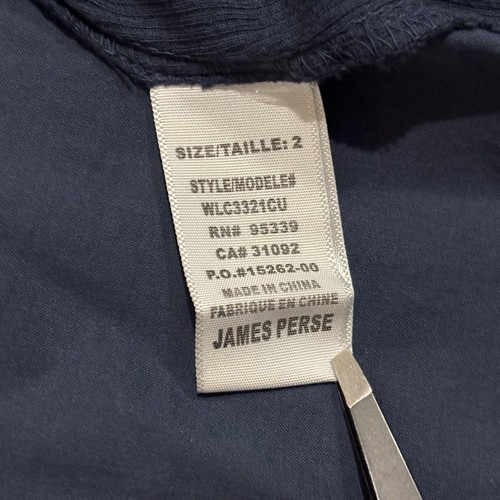 SIZE/TAILLE: 2
STYLE/MODELE#
WLC3321CU
RN# 95339
CA# 31092
P.O.#15262-00
MADE IN CHINA
FABRIQUE EN CHINE
JAMES PERSE